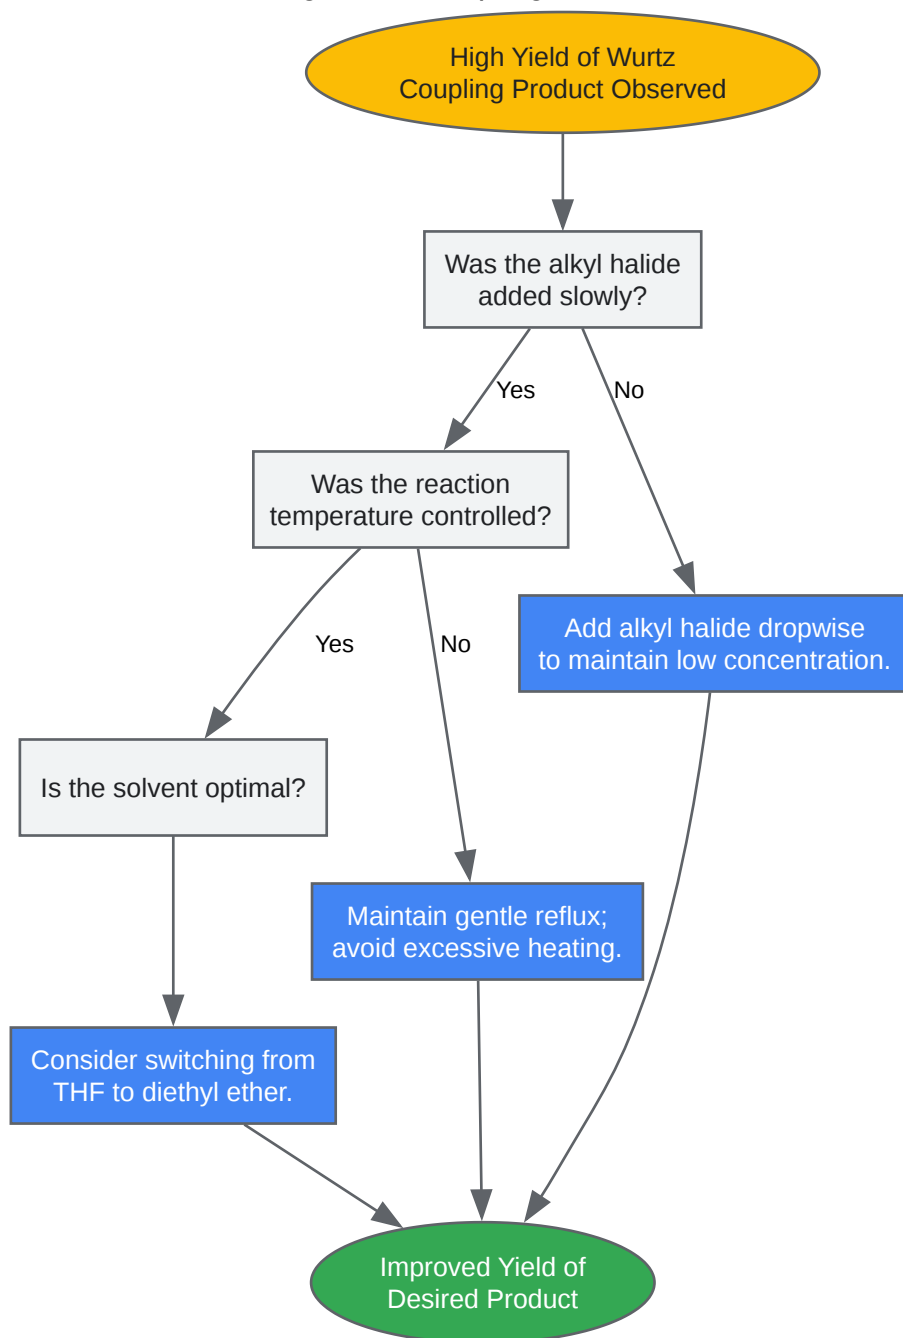 High Yield of Wurtz
Coupling Product Observed
Was the alkyl halide
added slowly?
Yes
No
Was the reaction
temperature controlled?
Add alkyl halide dropwise
to maintain low concentration.
Yes
No
Is the solvent optimal?
Maintain gentle reflux;
avoid excessive heating.
Consider switching from
THF to diethyl ether.
Improved Yield of
Desired Product